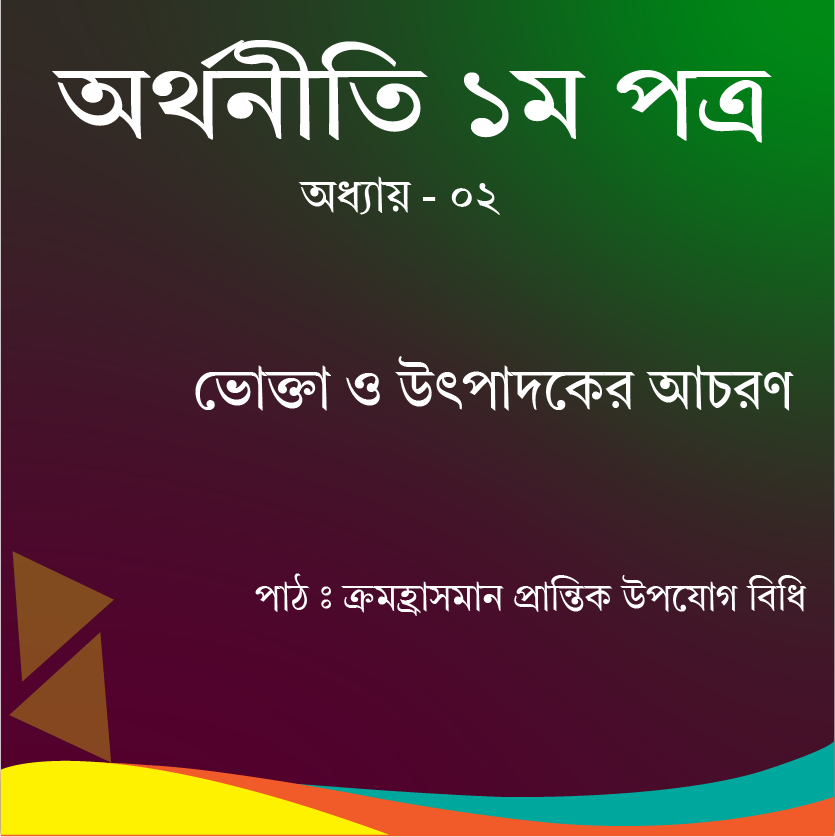 অর্থনীতি ১ম পত্র
অধ্যায় - ০২
ভোক্তা ও উৎপাদকের আচরণ
পাঠ ঃ ক্রমহ্রাসমান প্রান্তিক উপযোগ বিধি